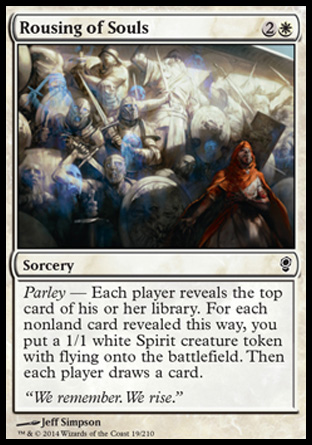 Rousing of Souls 2
Sorcery
Parley — Each player reveals the top
card of his or her library. For each
nonland card revealed this way, you
put a 1/1 white Spirit creature token
with flying onto the battlefield. Then
each player draws a card.
“We remember. We rise.”
Jeff Simpson
™ & © 2014 Wizards of the Coast 19/210